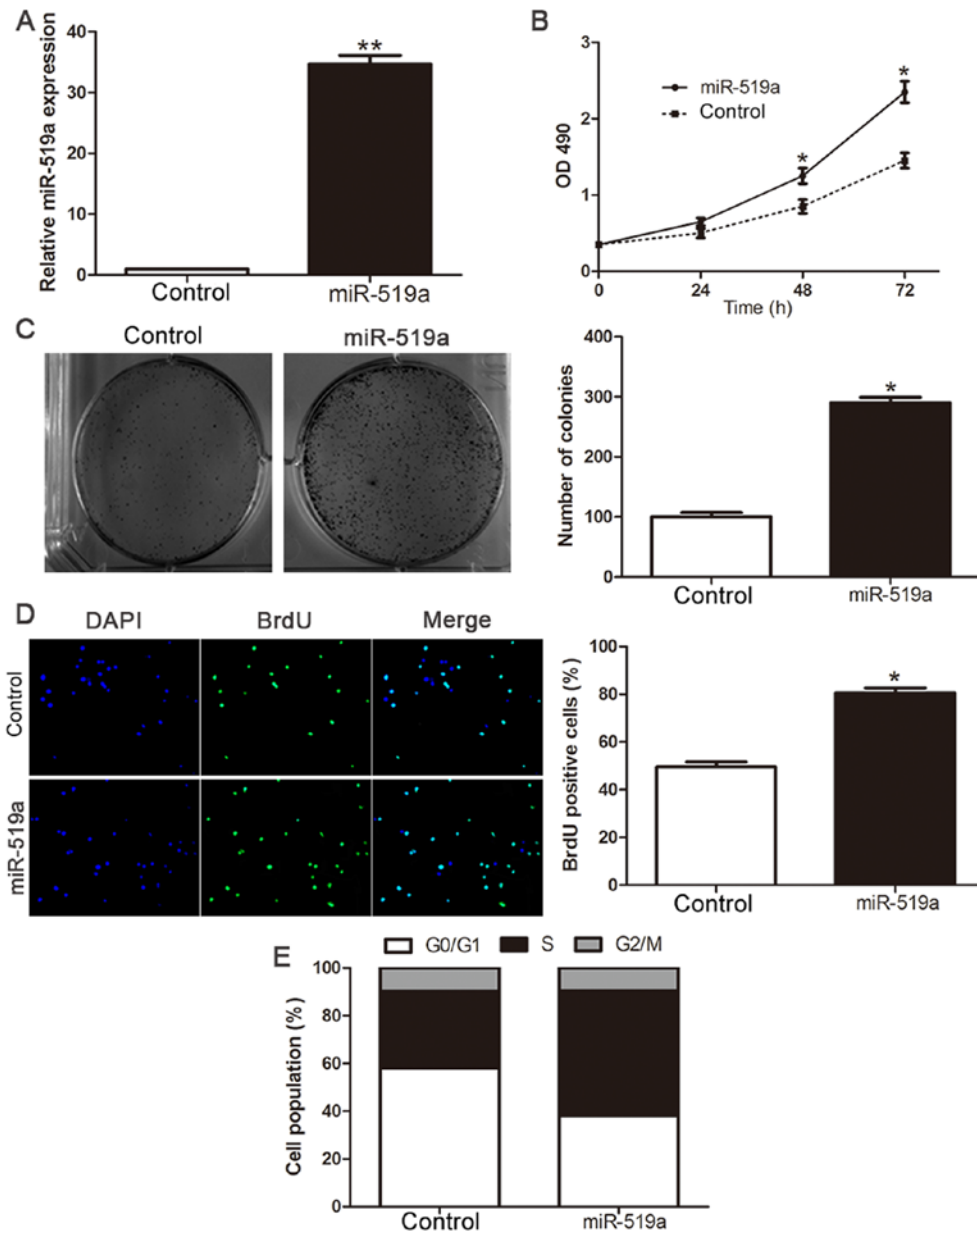 A
Relative miR-519a expression
40
30
20
10
0
**
Control
miR-519a
B
OD 490
3
2
1
0
miR-519a
Control
*
*
0
24
48
72
Time (h)
C
Control
miR-519a
Number of colonies
400
300
200
100
0
*
Control
miR-519a
D
DAPI
BrdU
Merge
Control
miR-519a
BrdU positive cells (%)
100
80
60
40
20
0
*
Control
miR-519a
E
G0/G1
S
G2/M
Cell population (%)
100
80
60
40
20
0
Control
miR-519a